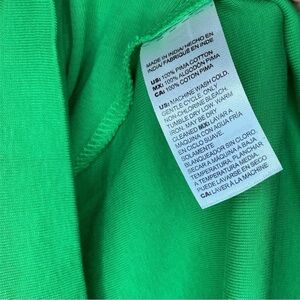 MADE IN INDIA/HECHO EN
INDIA/FABRIQUÉ EN INDE
US: 100% PIMA COTTON
MX: 100% ALGODÓN PIMA
CA: 100% COTON PIMA
US: MACHINE WASH COLD.
GENTLE CYCLE. ONLY
NON-CHLORINE BLEACH.
TUMBLE DRY LOW. WARM
IRON. MAY BE DRY
CLEANED MX: LAVAR A
MAQUINA CON AGUA FRÍA
EN CICLO SUAVE.
SOLAMENTE
BLANQUEADOR SIN CLORO.
SECAR A MÁQUINA A BAJA
TEMPERATURA. PLANCHAR
A TEMPERATURA MEDIA.
PUEDE LAVARSE EN SECO
CA: LAVER À LA MACHINE